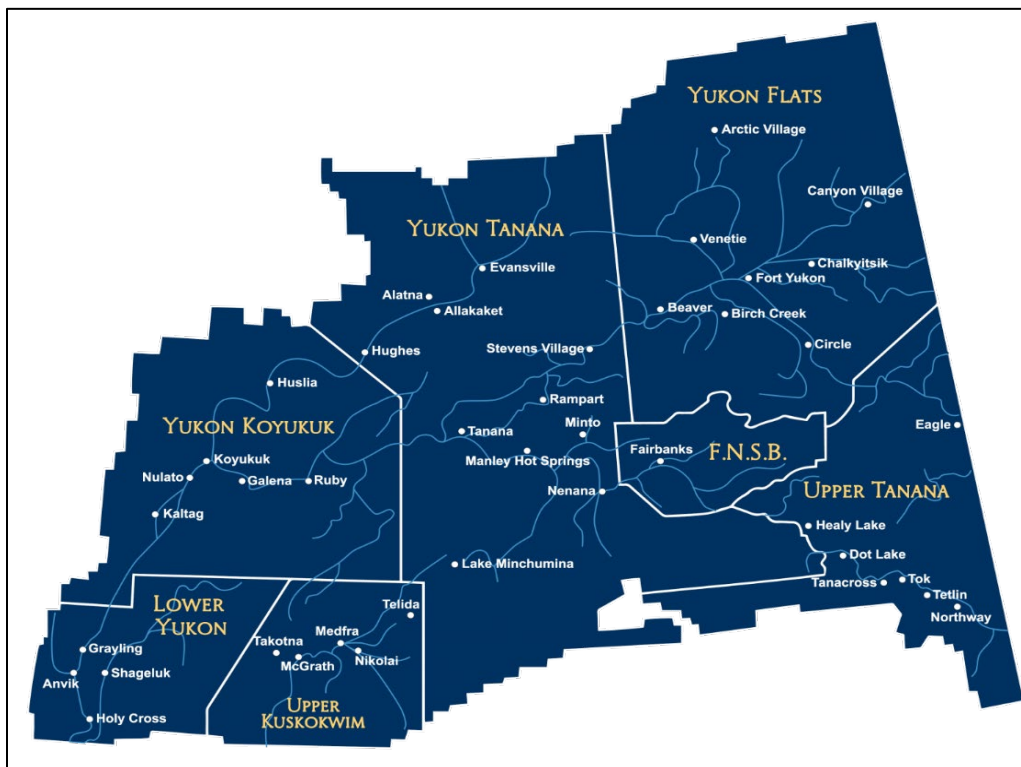 YUKON FLATS
Arctic Village
Canyon Village
YUKON TANANA
Venetie
Evansville
Chalkyitsik
Fort Yukon
Alatna
Allakaket
Beaver
Birch Creek
Circle
Stevens Village
Hughes
Huslia
Rampart
YUKON KOYUKUK
Minto
Eagle
Tanana
Fairbanks
F.N.S.B.
Manley Hot Springs
Koyukuk
Nulato
Galena
Ruby
Nenana
UPPER TANANA
Kaltag
Healy Lake
Dot Lake
Lake Minchumina
Tanacross
Tok
Tetlin
Northway
LOWER
YUKON
Telida
Medfra
Takotna
Nikolai
McGrath
Grayling
Anvik
Shageluk
UPPER
KUSKOKWIM
Holy Cross